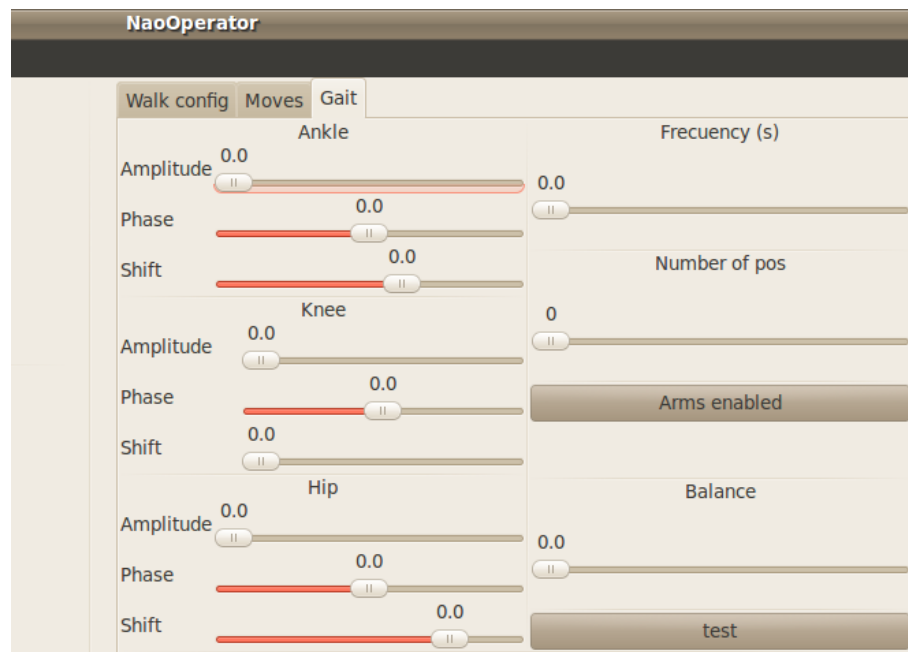 NaoOperator
Walk config Moves Gait
Ankle
Amplitude 0.0
Phase 0.0
Shift 0.0
Knee
Amplitude 0.0
Phase 0.0
Shift 0.0
Hip
Amplitude 0.0
Phase 0.0
Shift 0.0
Frecuency (s)
0.0
Number of pos
0
Arms enabled
Balance
0.0
test